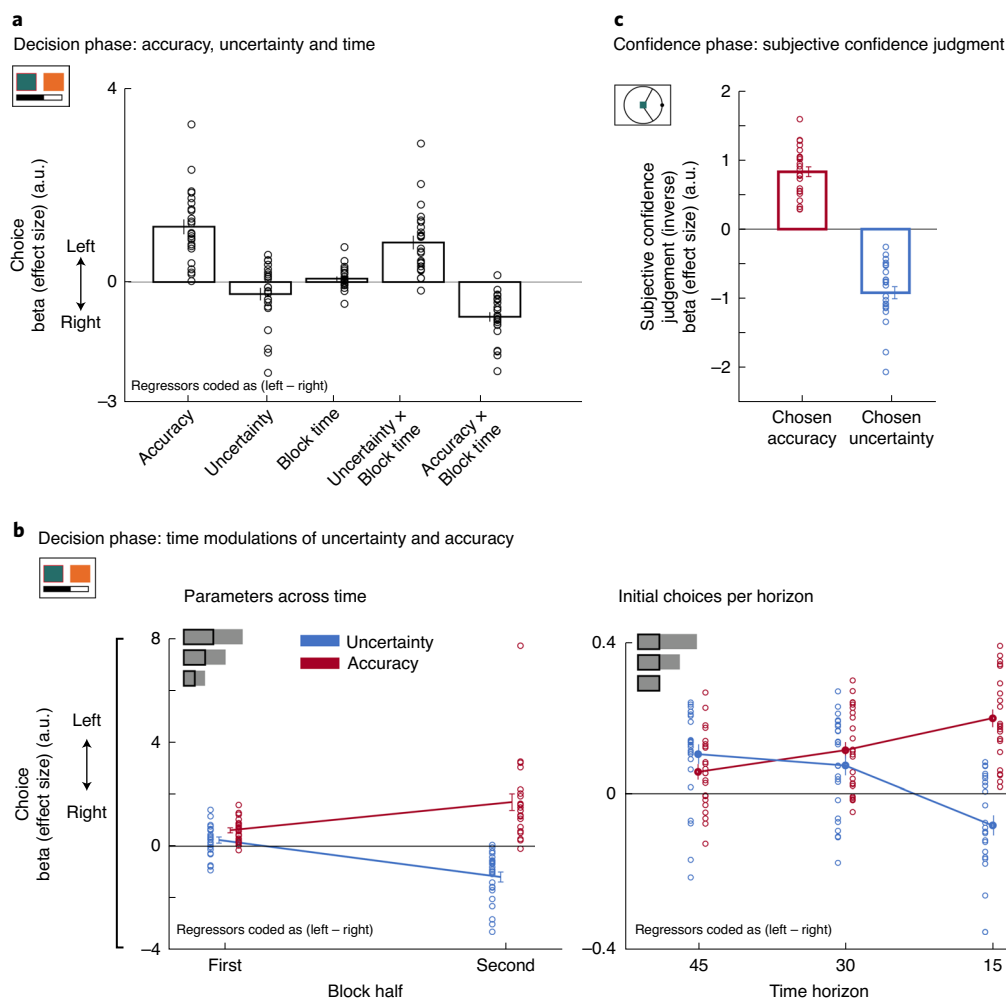 a
Decision phase: accuracy, uncertainty and time
4
0
–3
Choice
beta (effect size) (a.u.)
Left
Right
Regressors coded as (left – right)
Accuracy
Uncertainty
Block time
Uncertainty ×
Block time
Accuracy ×
Block time
c
Confidence phase: subjective confidence judgment
2
1
0
–1
–2
Subjective confidence
judgement (inverse)
beta (effect size) (a.u.)
Chosen
accuracy
Chosen
uncertainty
b
Decision phase: time modulations of uncertainty and accuracy
Parameters across time
8
4
0
–4
Uncertainty
Accuracy
Choice
beta (effect size) (a.u.)
Left
Right
Regressors coded as (left – right)
First
Second
Block half
Initial choices per horizon
0.4
0
–0.4
Regressors coded as (left – right)
45
30
15
Time horizon